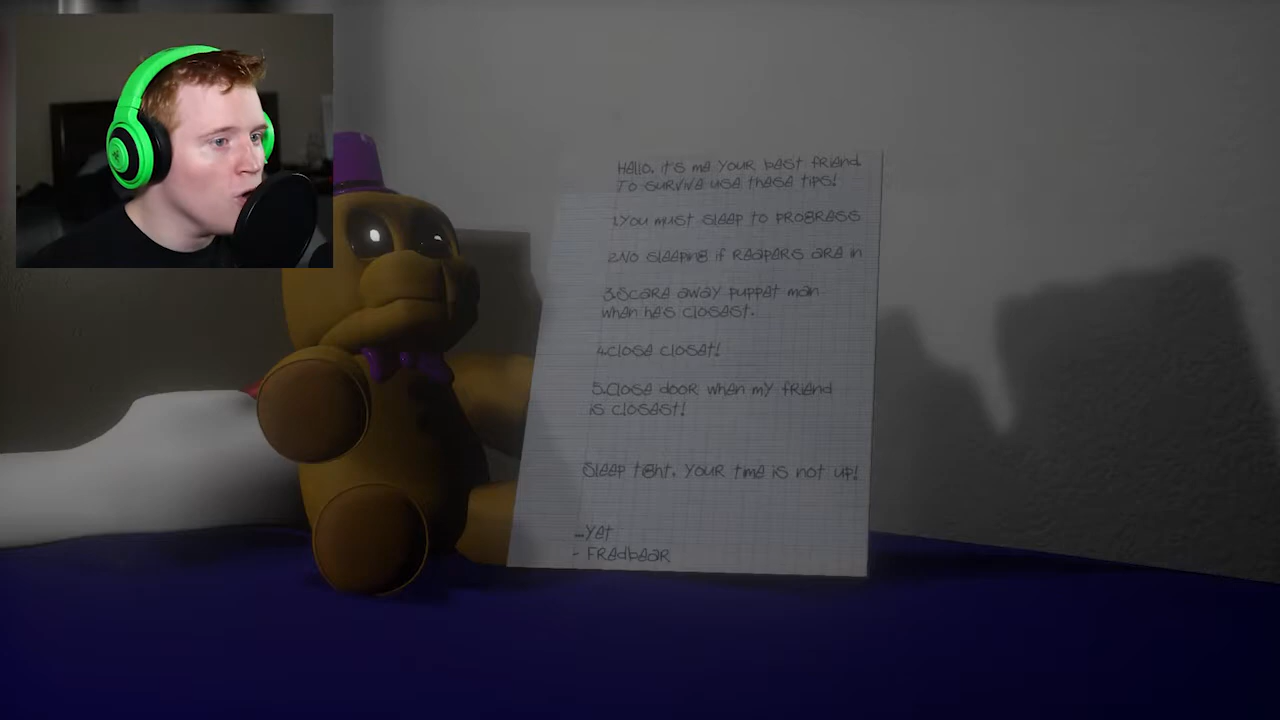 Hello, it's me your best friend
To survive use these tips!
1.You must sleep to progress
2.No sleeping if reapers are in
3.Scare away puppet man
when hes closest.
4.Close closet!
5.Close door when my friend
is closest!
Sleep tight. Your time is not up!
-Yet
- Fredbear